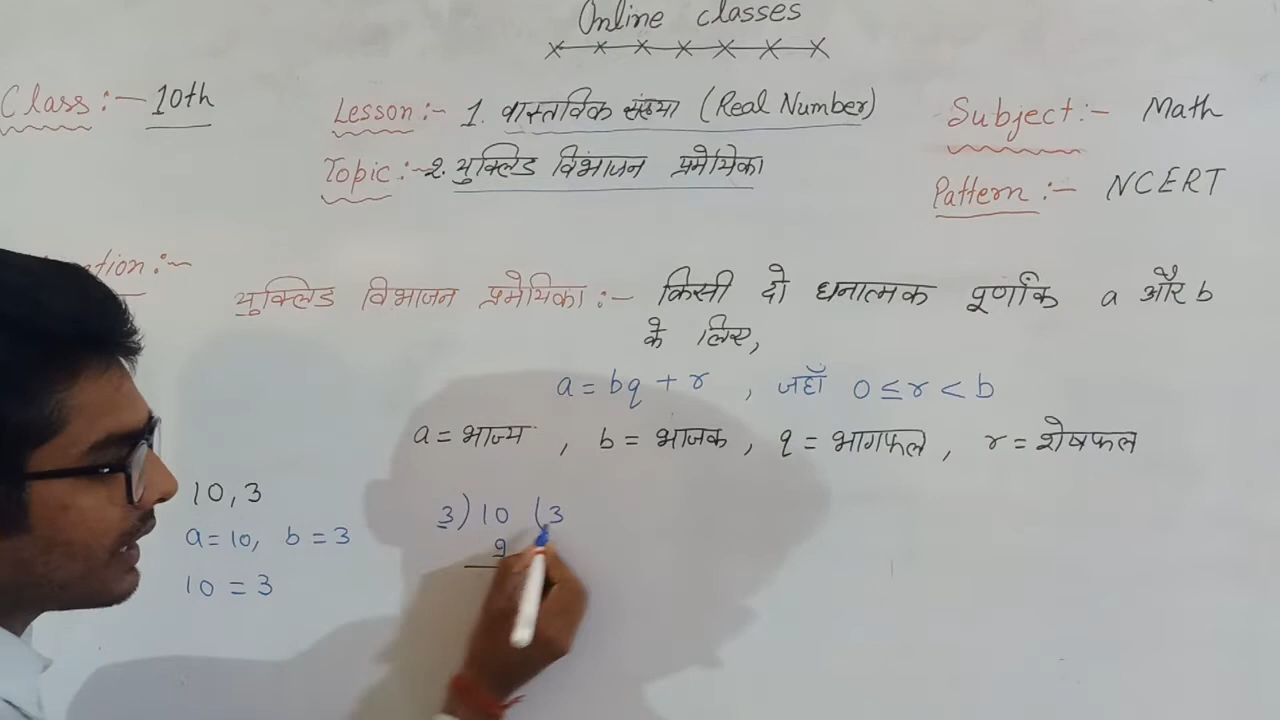 Online classes
Class:- 10th
Lesson:- 1. वास्तविक संख्या (Real Number)
Subject:- Math
Topic:- 2. युक्लिड विभाजन प्रमेयिका
Pattern:- NCERT
युक्लिड विभाजन प्रमेयिका:- किसी दो धनात्मक पूर्णांक a और b
के लिए,
a = bq + r , जहाँ 0 ≤ r < b
a = भाज्य , b = भाजक , q = भागफल , r = शेषफल
10, 3
a = 10, b = 3
10 = 3
3) 10 (3
9